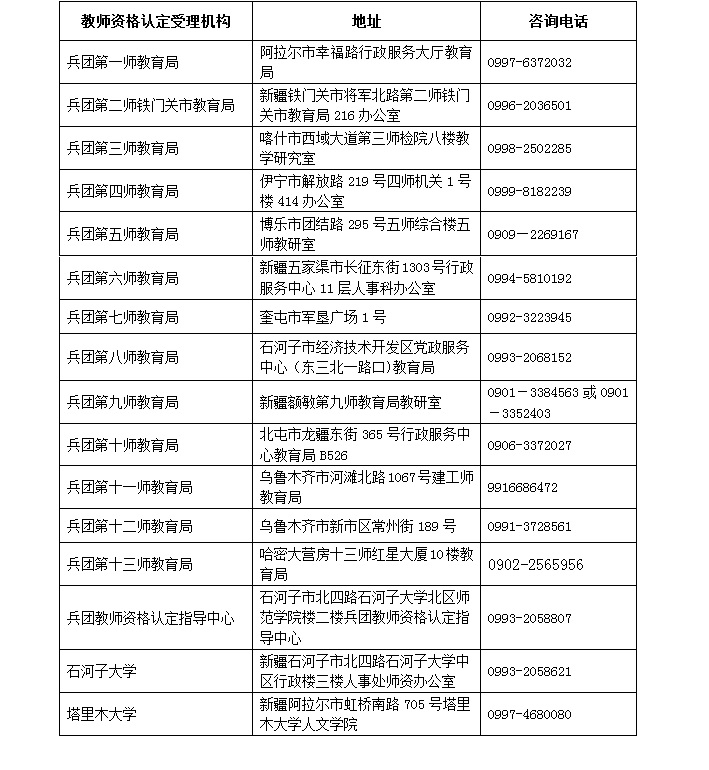 教师资格认定受理机构 地址 咨询电话
兵团第一师教育局 阿拉尔市幸福路行政服务大厅教育 0997-6372032
局
兵团第二师铁门关市教育局 新疆铁门关市将军北路第二师铁门 0996-2036501
关市教育局 216 办公室
兵团第三师教育局 喀什市西域大道第三师检院八楼教 0998-2502285
学研究室
兵团第四师教育局 伊宁市解放路 219 号四师机关 1 号 0999-8182239
楼 414 办公室
兵团第五师教育局 博乐市团结路 295 号五师综合楼五 0909—2269167
师教研室
兵团第六师教育局 新疆五家渠市长征东街1303号行政 0994-5810192
服务中心 11 层人事科办公室
兵团第七师教育局 奎屯市军垦广场 1 号 0992-3223945
兵团第八师教育局 石河子市经济技术开发区党政服务 0993-2068152
中心（东三北一路口)教育局
兵团第九师教育局 新疆额敏第九师教育局教研室 0901－3384563 或 0901
－3352403
兵团第十师教育局 北屯市龙疆东街 365 号行政服务中 0906-3372027
心教育局 B526
兵团第十一师教育局 乌鲁木齐市河滩北路1067号建工师 9916686472
教育局
兵团第十二师教育局 乌鲁木齐市新市区常州街 189 号 0991-3728561
兵团第十三师教育局 哈密大营房十三师红星大厦10楼教 0902-2565956
育局
兵团教师资格认定指导中心 石河子市北四路石河子大学北区师 0993-2058807
范学院楼二楼兵团教师资格认定指
导中心
石河子大学 新疆石河子市北四路石河子大学中 0993-2058621
区行政楼三楼人事处师资办公室
塔里木大学 新疆阿拉尔市虹桥南路 705 号塔里 0997-4680080
木大学人文学院